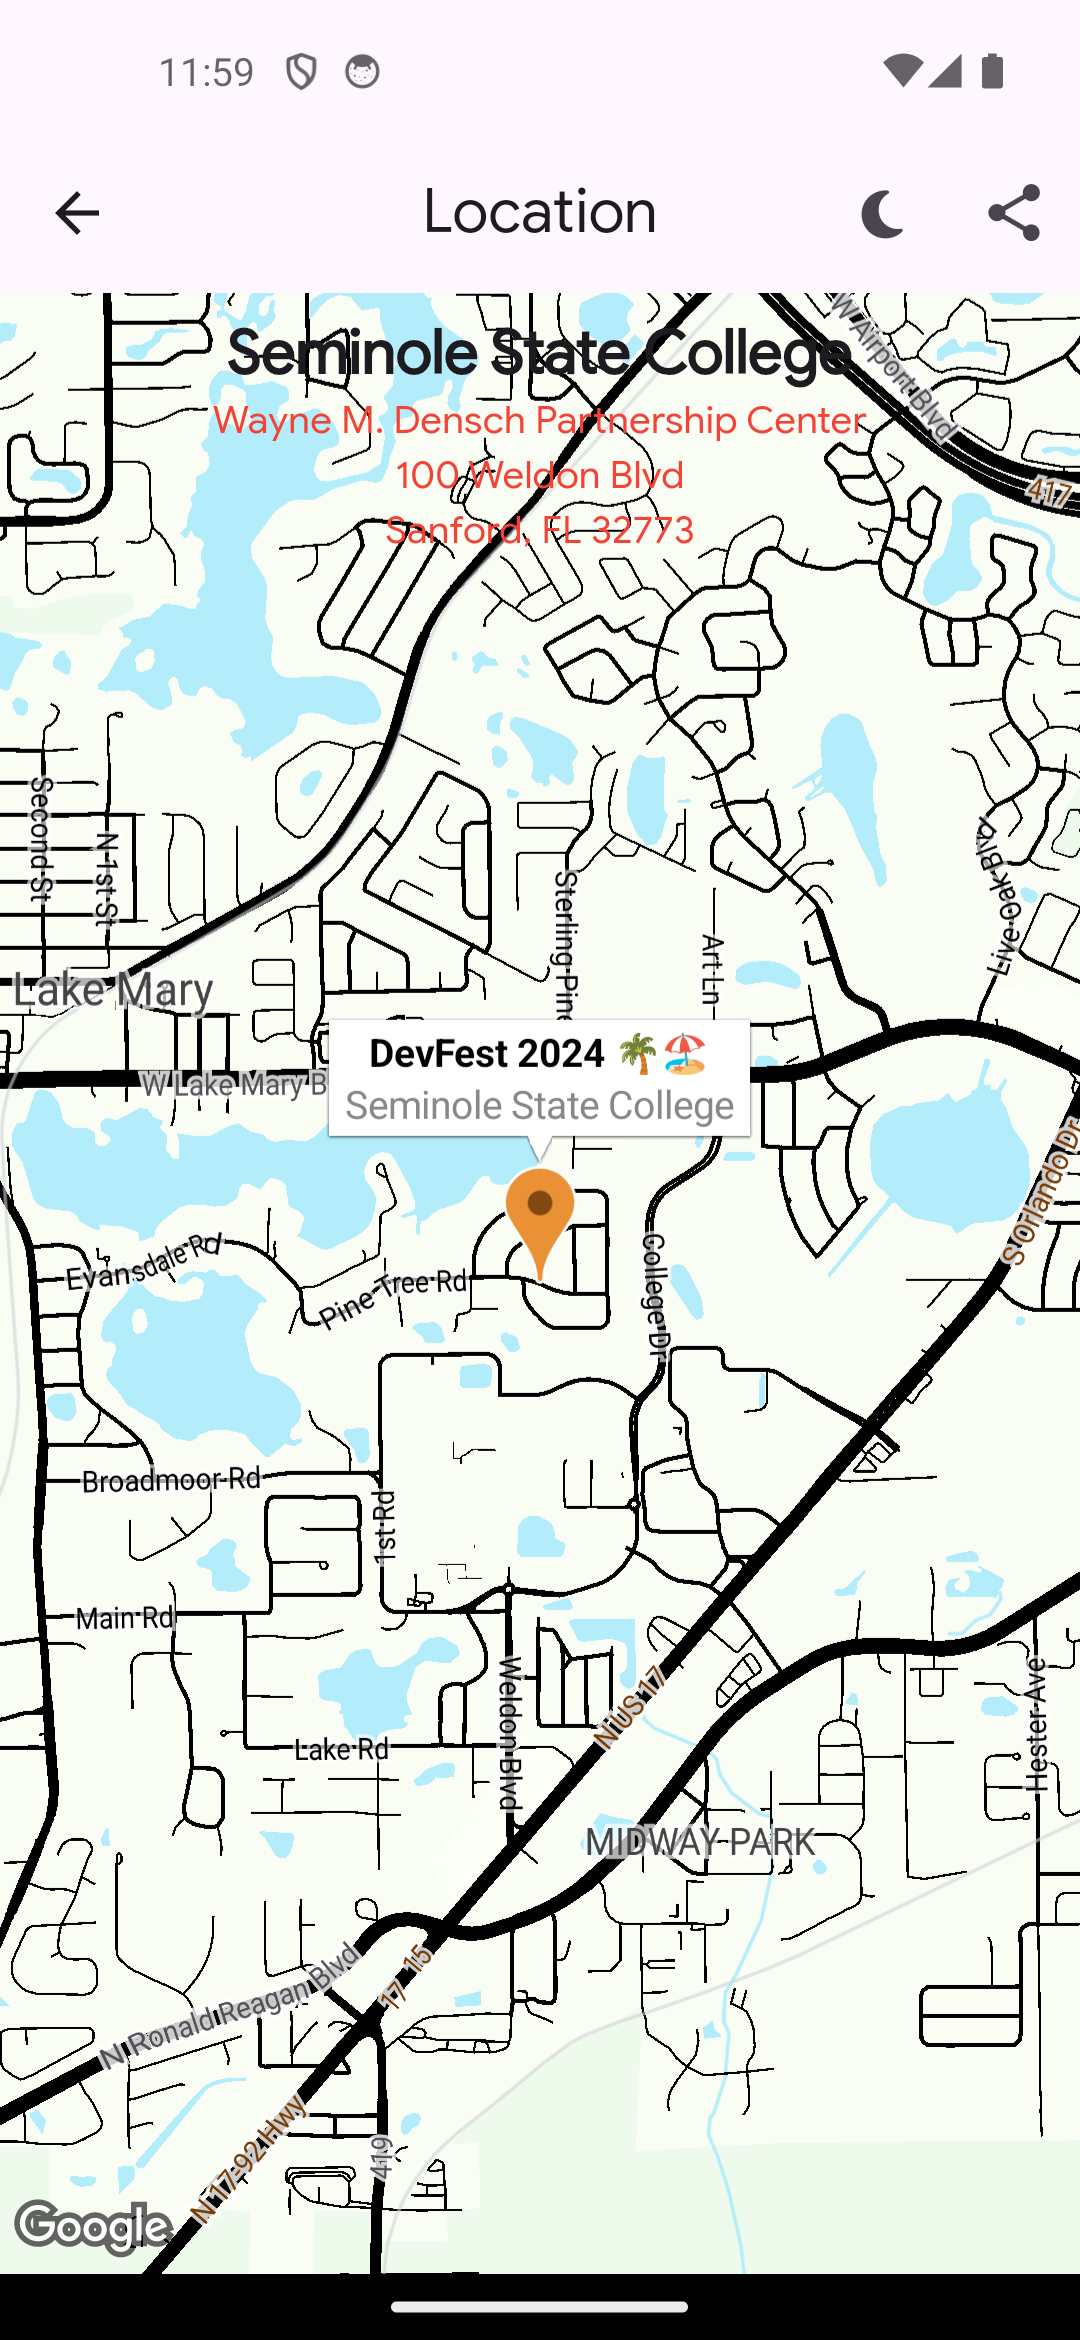 11:59
Location
W Airport Blvd
Seminole State College
Wayne M. Densch Partnership Center
100 Weldon Blvd
Sanford, FL 32773
417
Second St
N 1st St
Sterling Pine
Art Ln
Live Oak Blvd
Lake Mary
DevFest 2024 🌴🏖️
Seminole State College
W Lake Mary B
S Orlando Dr
Evansdale Rd
Pine Tree Rd
College Dr
Broadmoor Rd
1st Rd
Main Rd
Weldon Blvd
N US 17
Hester Ave
Lake Rd
MIDWAY PARK
N Ronald Reagan Blvd
17 15
N 17 92 Hwy
419
Google